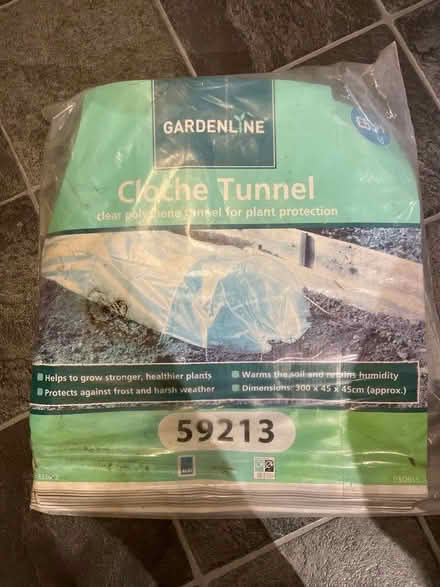 GARDENLINE
Cloche Tunnel
clear polythene tunnel for plant protection
Helps to grow stronger, healthier plants
Protects against frost and harsh weather
Warms the soil and retains humidity
Dimensions: 300 x 45 x 45cm (approx.)
59213
ALDI